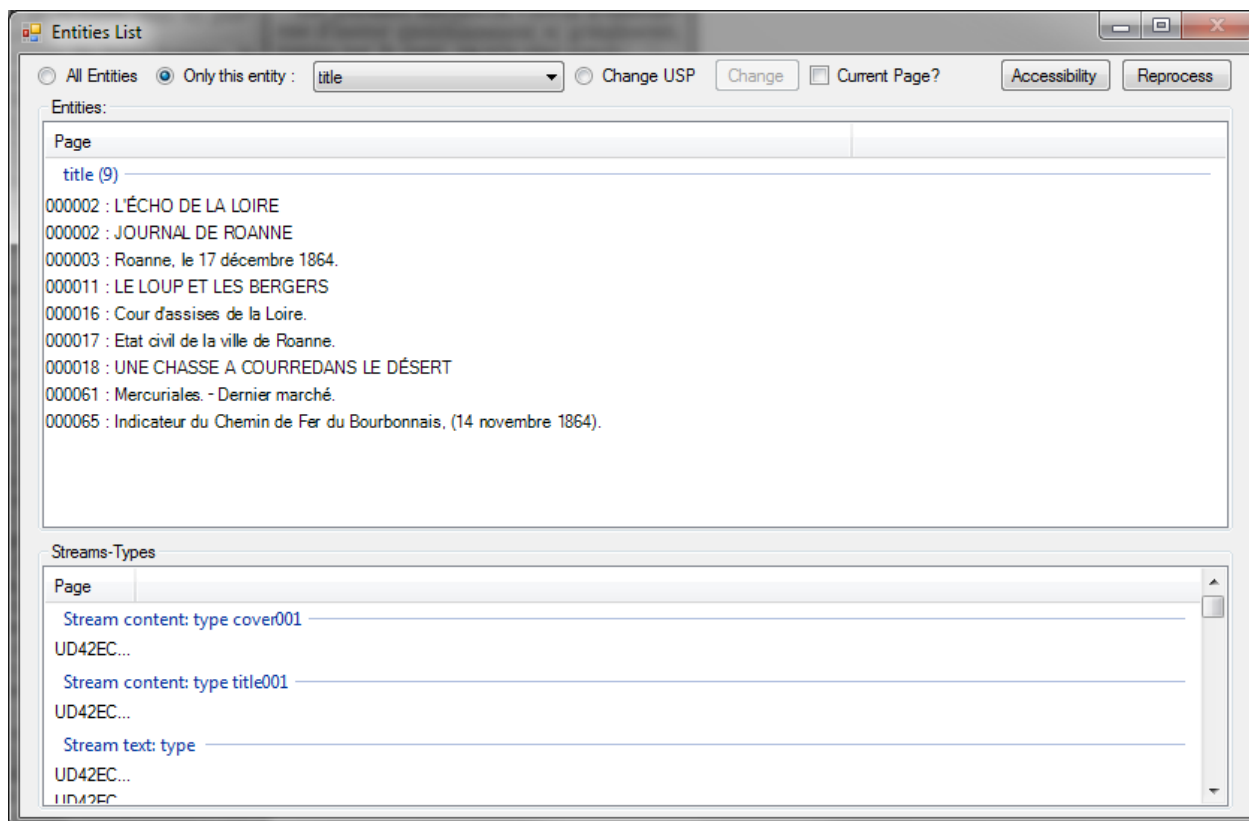 Entities List
All Entities Only this entity : title Change USP Change Current Page? Accessibility Reprocess
Entities:
Page
title (9)
000002 : L'ÉCHO DE LA LOIRE
000002 : JOURNAL DE ROANNE
000003 : Roanne, le 17 décembre 1864.
000011 : LE LOUP ET LES BERGERS
000016 : Cour d'assises de la Loire.
000017 : Etat civil de la ville de Roanne.
000018 : UNE CHASSE A COURREDANS LE DÉSERT
000061 : Mercuriales. - Dernier marché.
000065 : Indicateur du Chemin de Fer du Bourbonnais, (14 novembre 1864).
Streams-Types
Page
Stream content: type cover001
UD42EC...
Stream content: type title001
UD42EC...
Stream text: type
UD42EC...
UD42EC